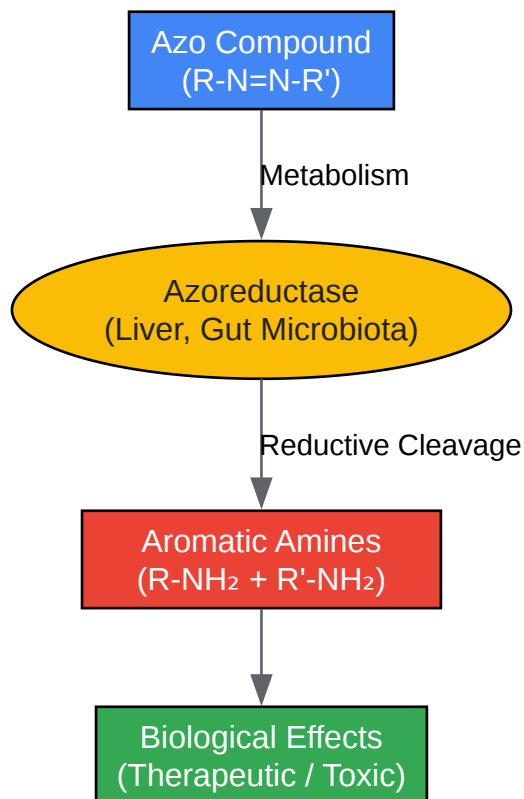 Azo Compound
(R-N=N-R')
Metabolism
Azoreductase
(Liver, Gut Microbiota)
Reductive Cleavage
Aromatic Amines
(R-NH₂ + R'-NH₂)
Biological Effects
(Therapeutic / Toxic)